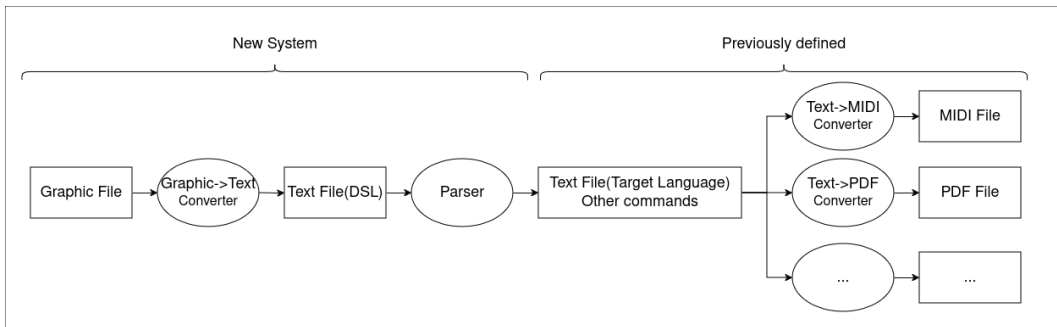 New System
Previously defined
Text->MIDI
Converter
MIDI File
Graphic File
Graphic->Text
Converter
Text File(DSL)
Parser
Text File(Target Language)
Other commands
Text->PDF
Converter
PDF File
...
...